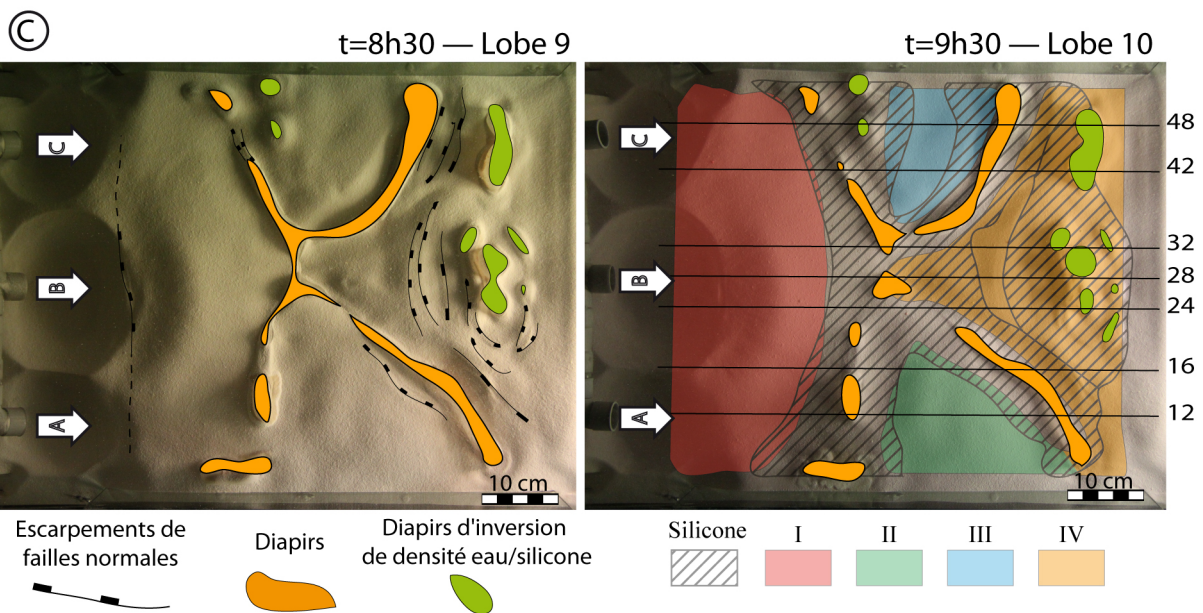 C
t=8h30 — Lobe 9
t=9h30 — Lobe 10
C
B
A
10 cm
C
B
A
48
42
32
28
24
16
12
10 cm
Escarpements de
failles normales
Diapirs
Diapirs d'inversion
de densité eau/silicone
Silicone
I
II
III
IV